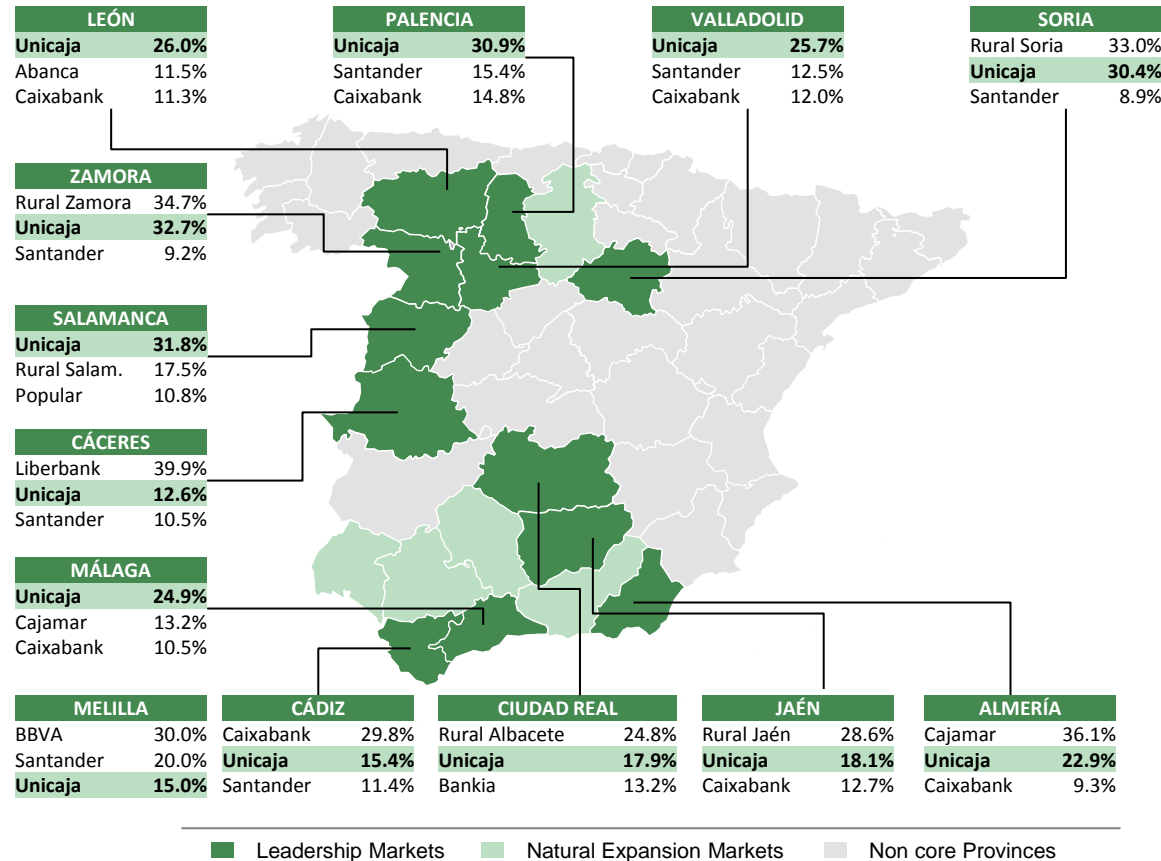 LEÓN
Unicaja 26.0%
Abanca 11.5%
Caixabank 11.3%
PALENCIA
Unicaja 30.9%
Santander 15.4%
Caixabank 14.8%
VALLADOLID
Unicaja 25.7%
Santander 12.5%
Caixabank 12.0%
SORIA
Rural Soria 33.0%
Unicaja 30.4%
Santander 8.9%
ZAMORA
Rural Zamora 34.7%
Unicaja 32.7%
Santander 9.2%
SALAMANCA
Unicaja 31.8%
Rural Salam. 17.5%
Popular 10.8%
CÁCERES
Liberbank 39.9%
Unicaja 12.6%
Santander 10.5%
MÁLAGA
Unicaja 24.9%
Cajamar 13.2%
Caixabank 10.5%
MELILLA
BBVA 30.0%
Santander 20.0%
Unicaja 15.0%
CÁDIZ
Caixabank 29.8%
Unicaja 15.4%
Santander 11.4%
CIUDAD REAL
Rural Albacete 24.8%
Unicaja 17.9%
Bankia 13.2%
JAÉN
Rural Jaén 28.6%
Unicaja 18.1%
Caixabank 12.7%
ALMERÍA
Cajamar 36.1%
Unicaja 22.9%
Caixabank 9.3%
Leadership Markets Natural Expansion Markets Non core Provinces